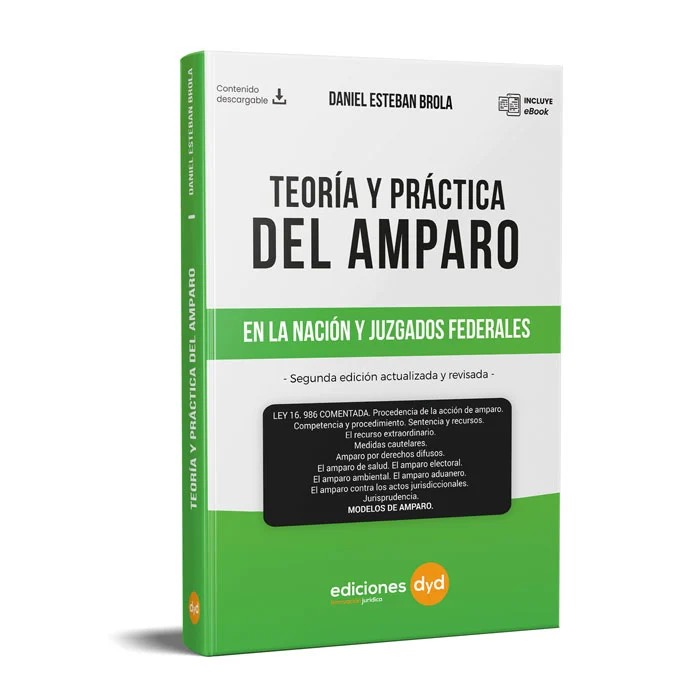 Contenido
descargable
DANIEL ESTEBAN BROLA
INCLUYE
eBook
TEORÍA Y PRÁCTICA
DEL AMPARO
EN LA NACIÓN Y JUZGADOS FEDERALES
- Segunda edición actualizada y revisada -
LEY 16. 986 COMENTADA. Procedencia de la acción de amparo.
Competencia y procedimiento. Sentencia y recursos.
El recurso extraordinario.
Medidas cautelares.
Amparo por derechos difusos.
El amparo de salud. El amparo electoral.
El amparo ambiental. El amparo aduanero.
El amparo contra los actos jurisdiccionales.
Jurisprudencia.
MODELOS DE AMPARO.
ediciones dyd
jurídica
DANIEL ESTEBAN BROLA
TEORÍA Y PRÁCTICA DEL AMPARO
dyd